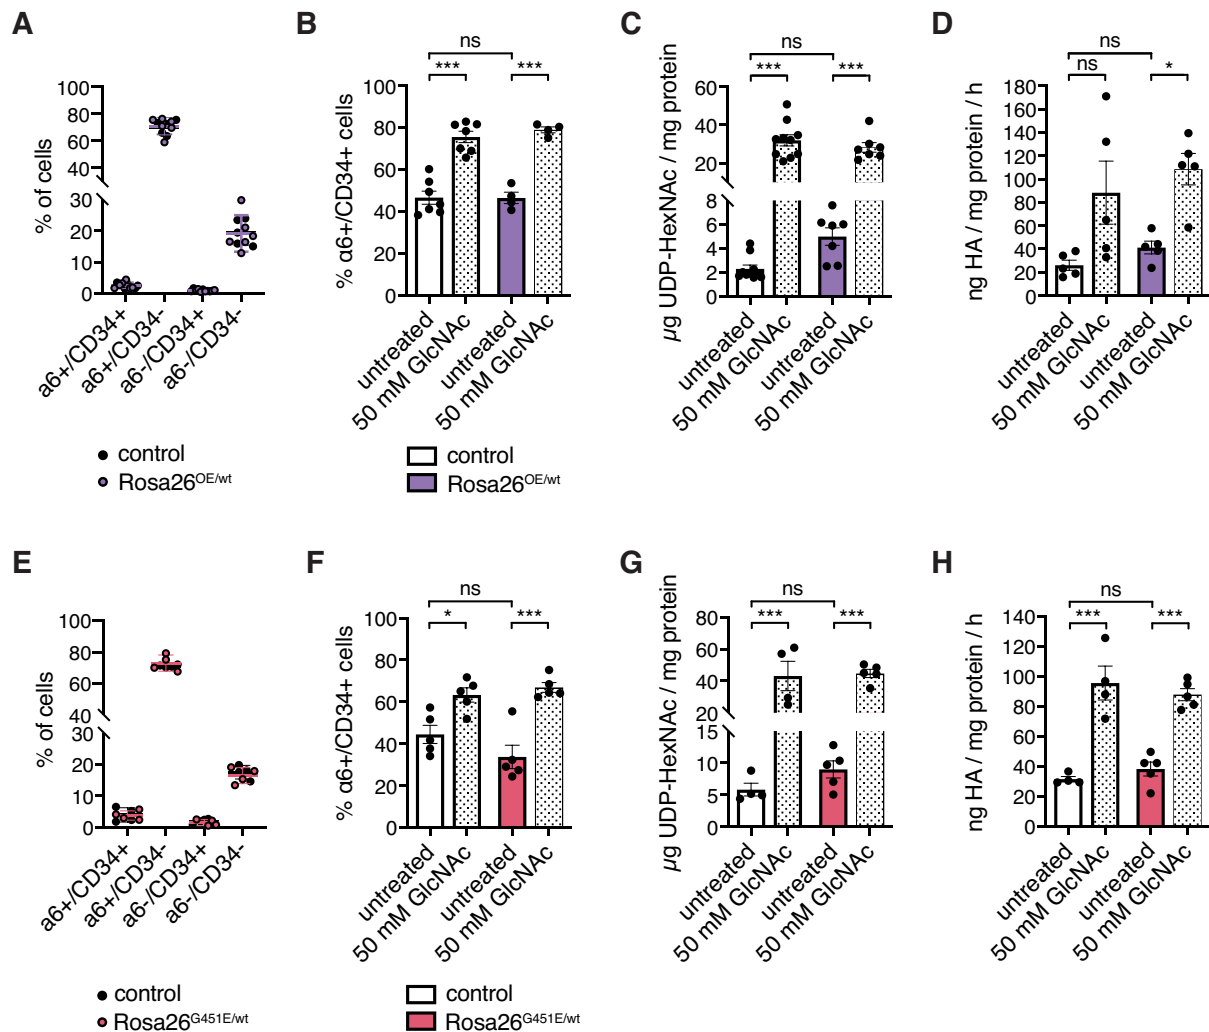 A
% of cells
100
80
60
40
30
20
10
0
a6+/CD34+
a6+/CD34-
a6-/CD34+
a6-/CD34-
control
Rosa26OE/wt
B
% α6+/CD34+ cells
100
80
60
40
20
0
ns
***
***
untreated
50 mM GlcNAc
untreated
50 mM GlcNAc
control
Rosa26OE/wt
C
µg UDP-HexNAc / mg protein
60
40
20
8
6
4
2
0
ns
***
***
untreated
50 mM GlcNAc
untreated
50 mM GlcNAc
D
ng HA / mg protein / h
180
160
140
120
100
80
60
40
20
0
ns
ns
*
untreated
50 mM GlcNAc
untreated
50 mM GlcNAc
E
% of cells
100
80
60
40
30
20
10
0
a6+/CD34+
a6+/CD34-
a6-/CD34+
a6-/CD34-
control
Rosa26G451E/wt
F
% α6+/CD34+ cells
100
80
60
40
20
0
ns
*
***
untreated
50 mM GlcNAc
untreated
50 mM GlcNAc
control
Rosa26G451E/wt
G
µg UDP-HexNAc / mg protein
80
60
40
20
15
10
5
0
ns
***
***
untreated
50 mM GlcNAc
untreated
50 mM GlcNAc
H
ng HA / mg protein / h
140
120
100
80
60
40
20
0
ns
***
***
untreated
50 mM GlcNAc
untreated
50 mM GlcNAc